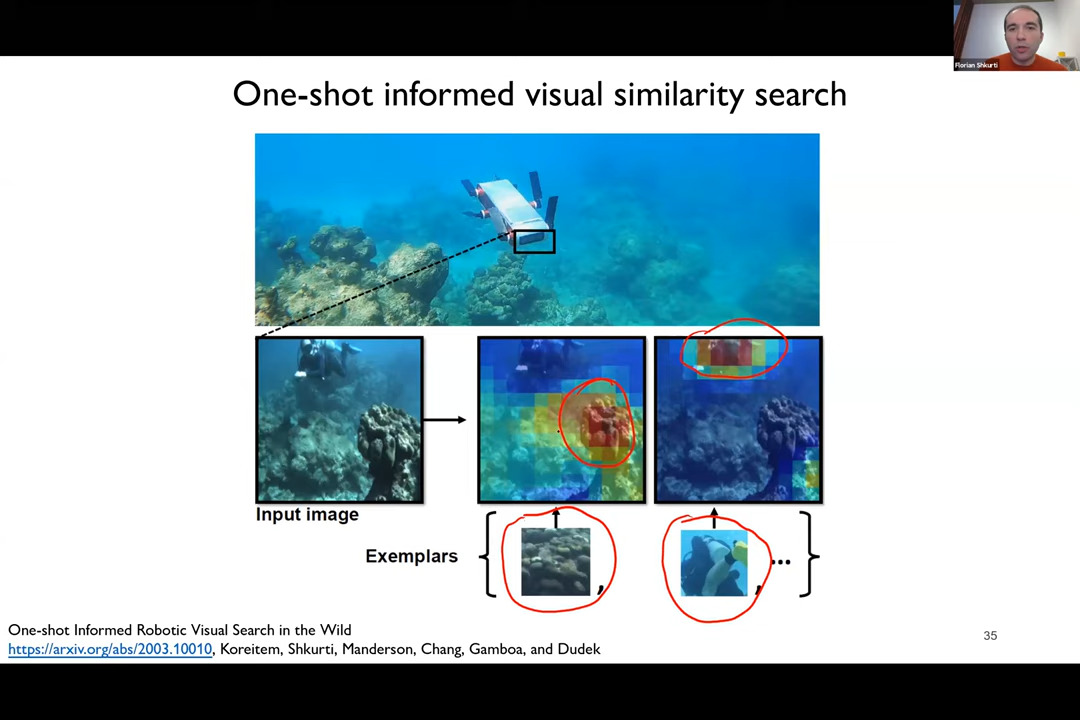 Florian Shkurti
One-shot informed visual similarity search
Input image
Exemplars
, , ...
One-shot Informed Robotic Visual Search in the Wild
https://arxiv.org/abs/2003.10010, Koreitem, Shkurti, Manderson, Chang, Gamboa, and Dudek
35